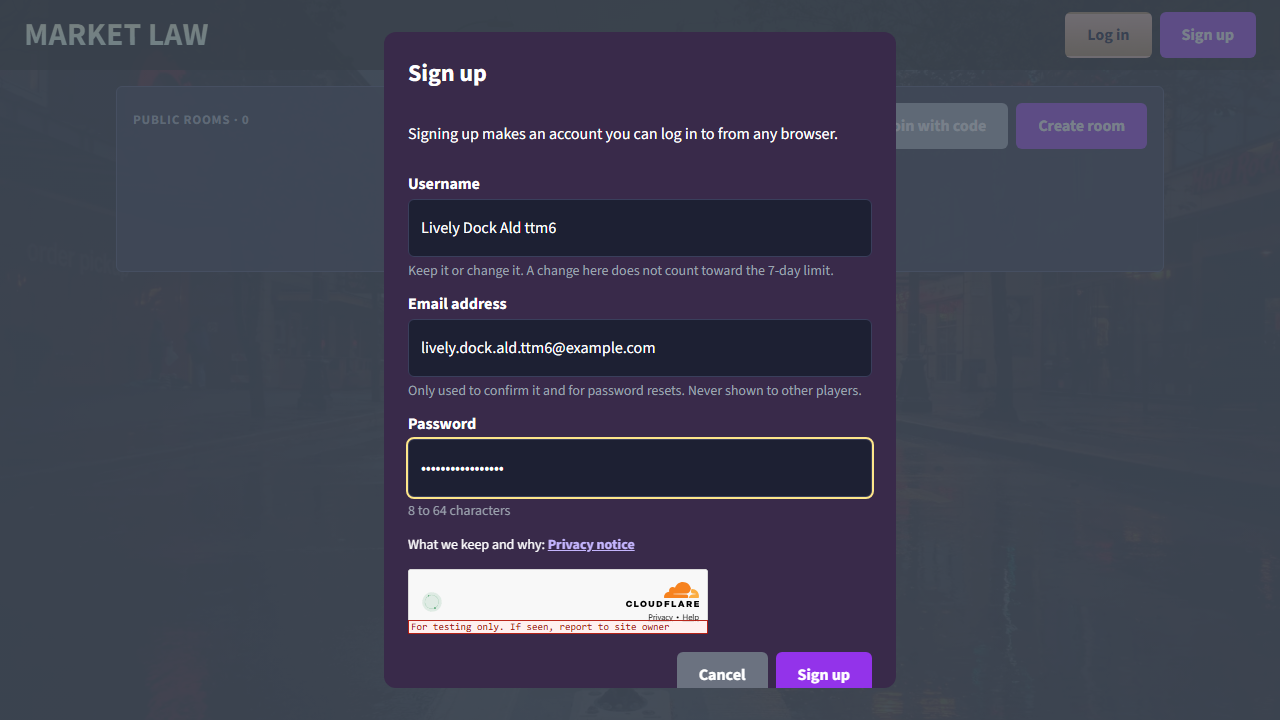 MARKET LAW
Log in
Sign up
PUBLIC ROOMS · 0
with code
Create room
Sign up
Signing up makes an account you can log in to from any browser.
Username
Lively Dock Ald ttm6
Keep it or change it. A change here does not count toward the 7-day limit.
Email address
lively.dock.ald.ttm6@example.com
Only used to confirm it and for password resets. Never shown to other players.
Password
•••••••••••••••••
8 to 64 characters
What we keep and why: Privacy notice
CLOUDFLARE
Privacy • Help
For testing only. If seen, report to site owner
Cancel
Sign up